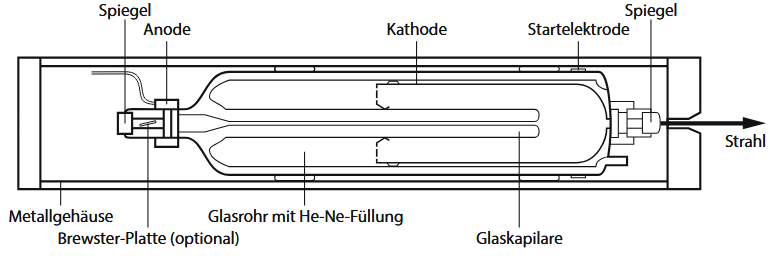 Spiegel
Anode
Kathode
Startelektrode
Spiegel
Strahl
Metallgehäuse
Glasrohr mit He-Ne-Füllung
Glaskapilare
Brewster-Platte (optional)